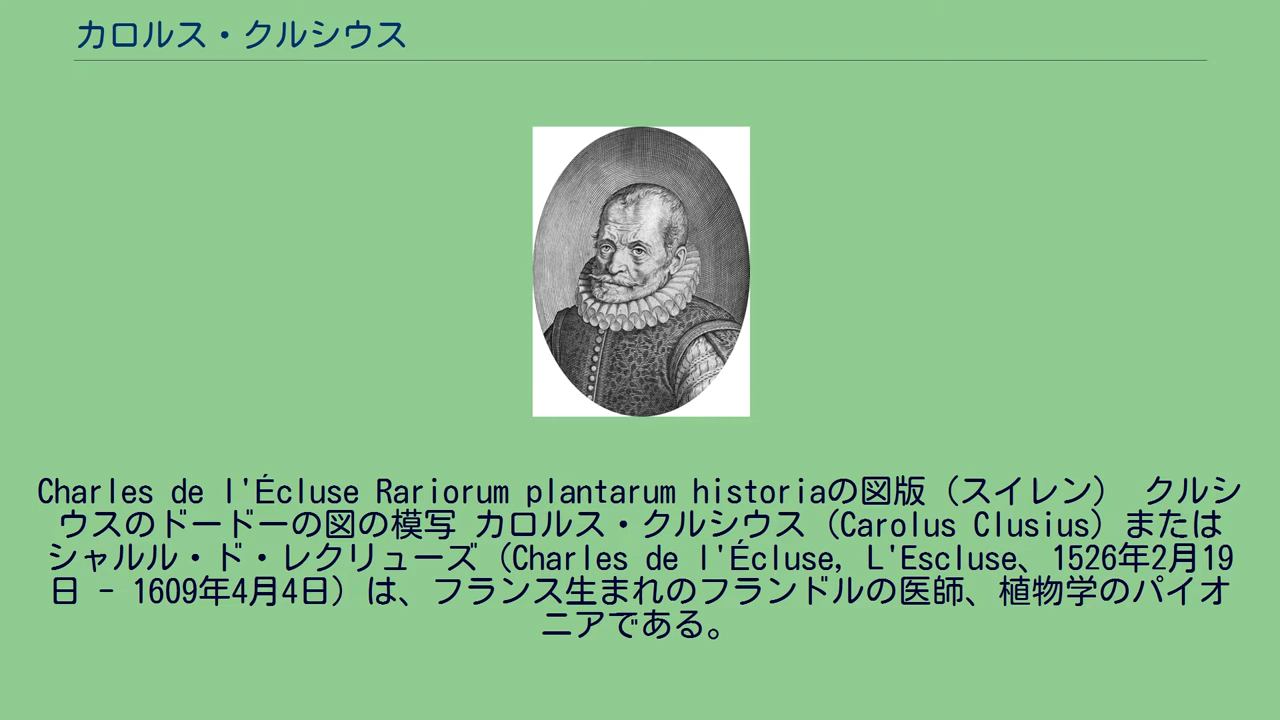 カロルス・クルシウス
Charles de l'Écluse Rariorum plantarum historiaの図版（スイレン） クルシ
ウスのドードーの図の模写 カロルス・クルシウス（Carolus Clusius）または
シャルル・ド・レクリューズ（Charles de l'Écluse, L'Escluse、1526年2月19
日 - 1609年4月4日）は、フランス生まれのフランドルの医師、植物学のパイオ
ニアである。